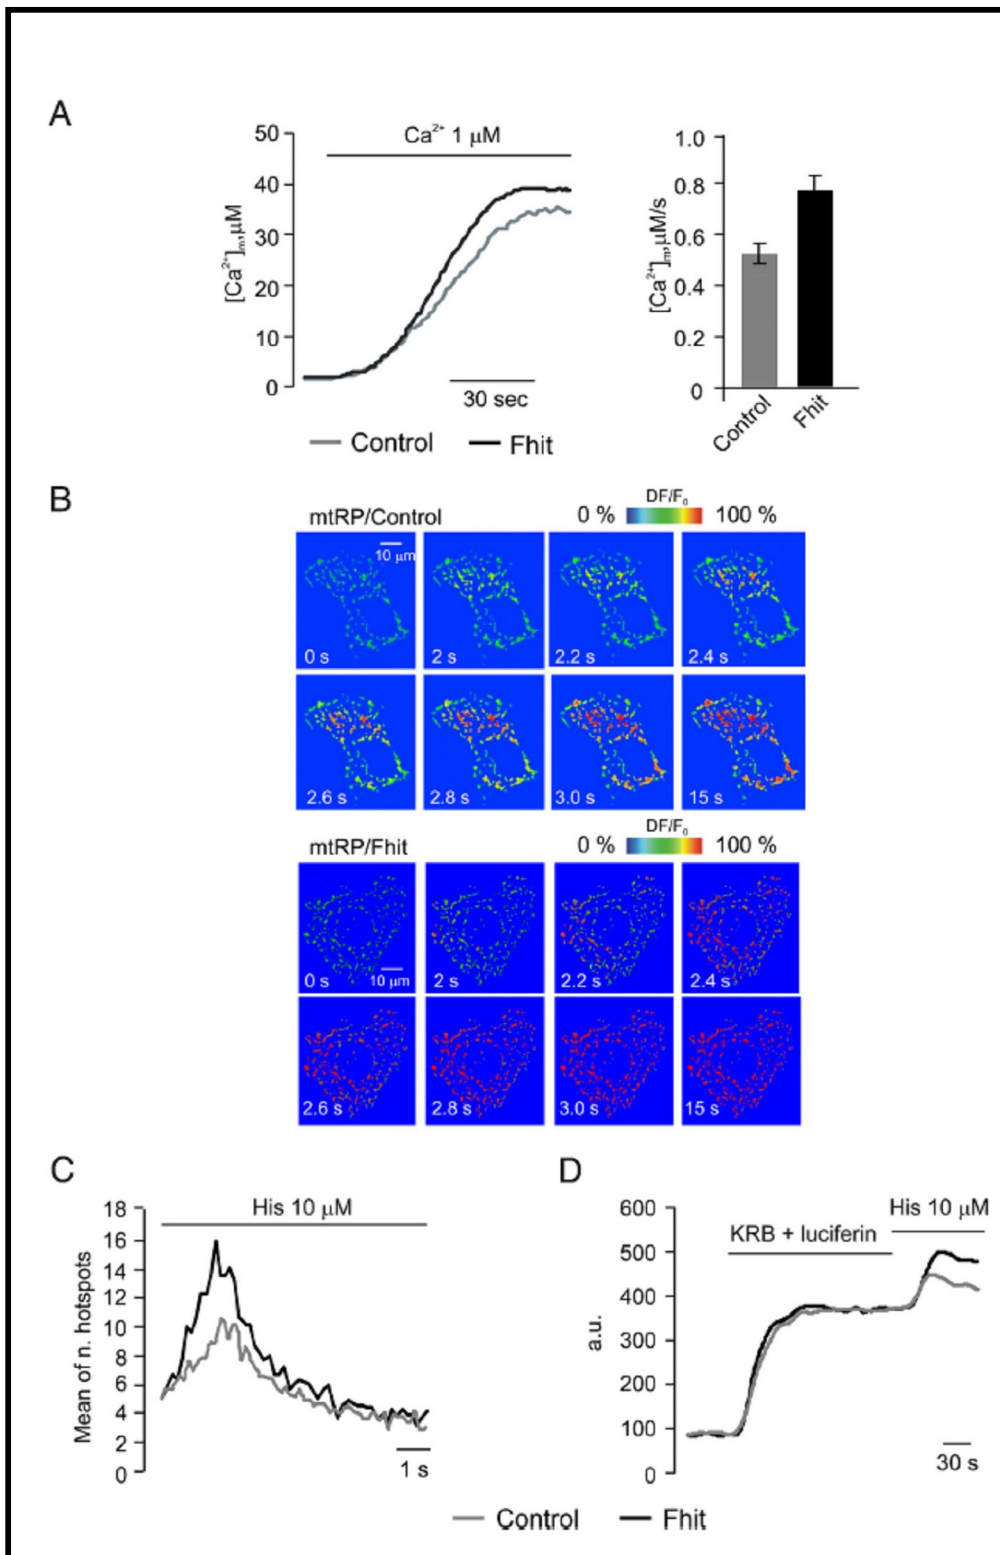 A
Ca²⁺ 1 µM
[Ca²⁺]ₘ,µM
50
40
30
20
10
0
30 sec
Control
Fhit
[Ca²⁺]ₘ,µM/s
1.0
0.8
0.6
0.4
0.2
0
Control
Fhit
B
mtRP/Control
DF/F₀
0 % 100 %
10 µm
0 s
2 s
2.2 s
2.4 s
2.6 s
2.8 s
3.0 s
15 s
mtRP/Fhit
DF/F₀
0 % 100 %
0 s
10 µm
2 s
2.2 s
2.4 s
2.6 s
2.8 s
3.0 s
15 s
C
His 10 µM
Mean of n. hotspots
18
16
14
12
10
8
6
4
2
0
1 s
D
His 10 µM
KRB + luciferin
a.u.
600
500
400
300
200
100
0
30 s
Control
Fhit